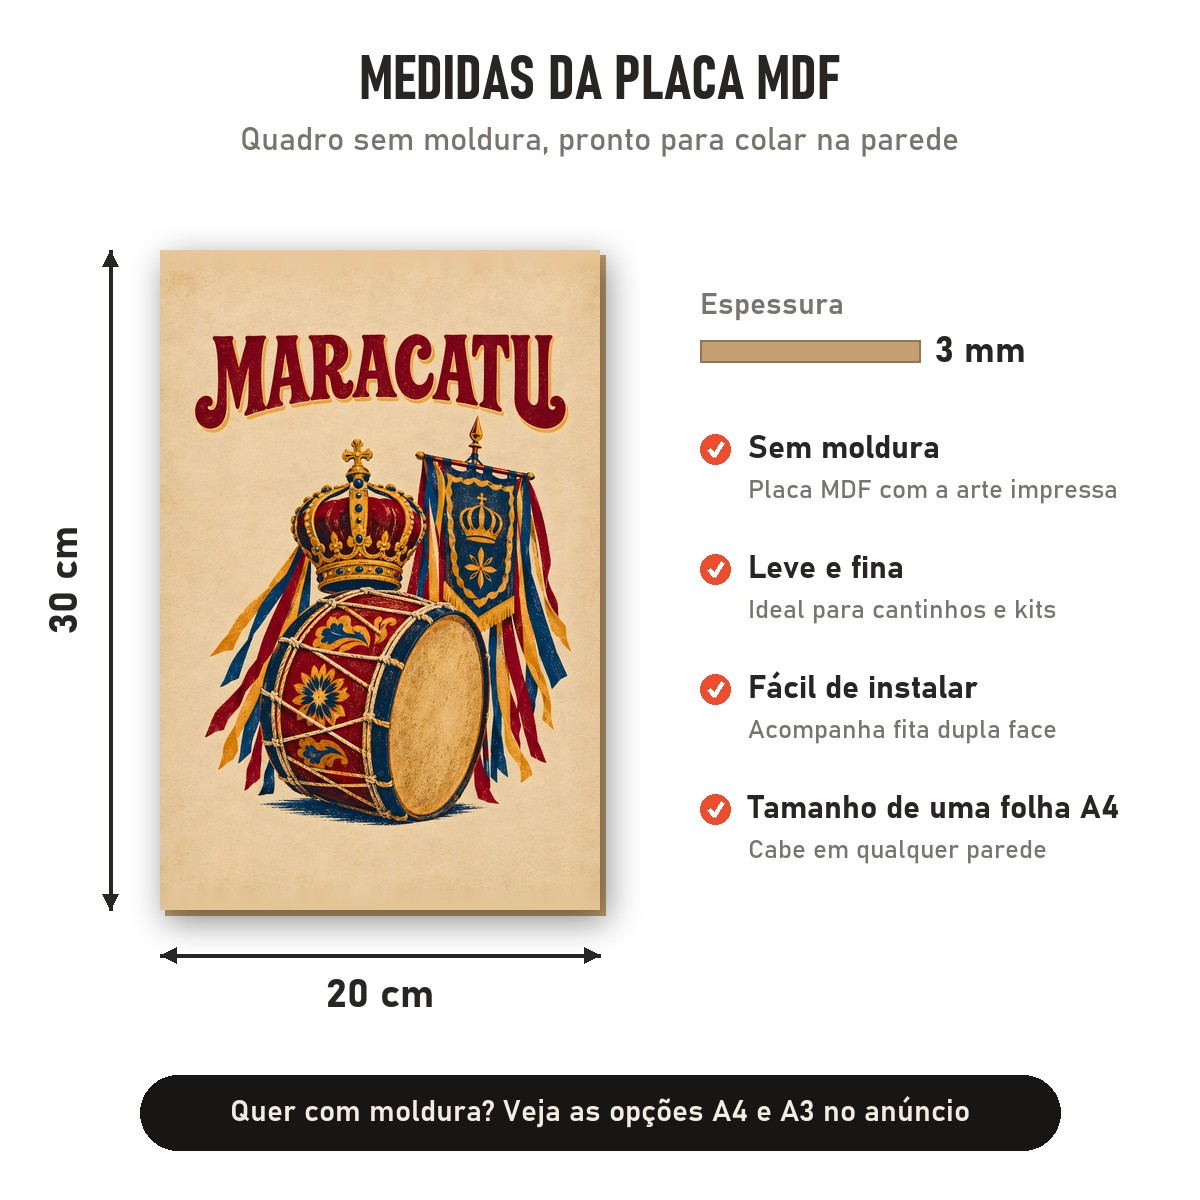 MEDIDAS DA PLACA MDF
Quadro sem moldura, pronto para colar na parede
MARACATU
30 cm
20 cm
Espessura
3 mm
Sem moldura
Placa MDF com a arte impressa
Leve e fina
Ideal para cantinhos e kits
Fácil de instalar
Acompanha fita dupla face
Tamanho de uma folha A4
Cabe em qualquer parede
Quer com moldura? Veja as opções A4 e A3 no anúncio